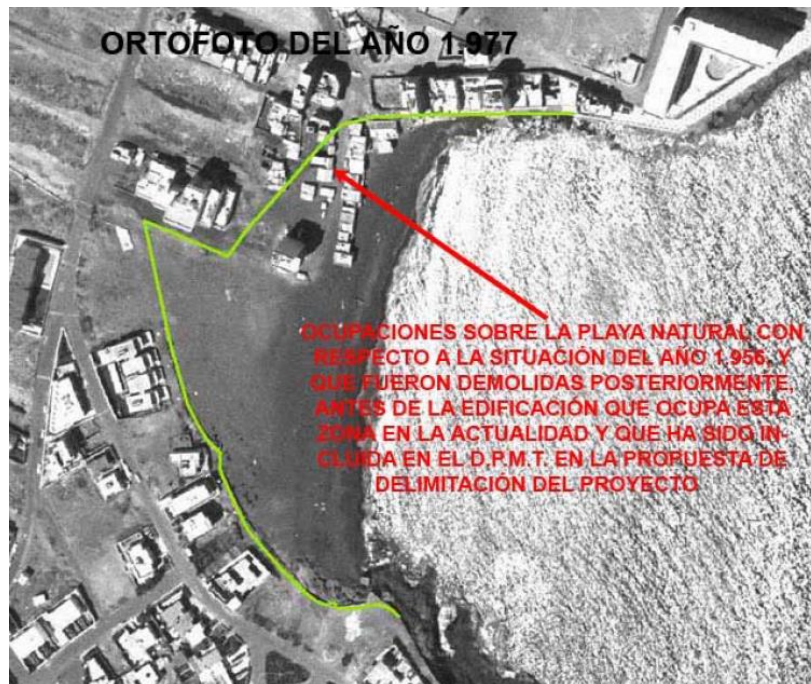 ORTOFOTO DEL AÑO 1.977
OCUPACIONES SOBRE LA PLAYA NATURAL CON
RESPECTO A LA SITUACIÓN DEL AÑO 1.956, Y
QUE FUERON DEMOLIDAS POSTERIORMENTE,
ANTES DE LA EDIFICACIÓN QUE OCUPA ESTA
ZONA EN LA ACTUALIDAD Y QUE HA SIDO IN-
CLUIDA EN EL D.P.M.T. EN LA PROPUESTA DE
DELIMITACIÓN DEL PROYECTO